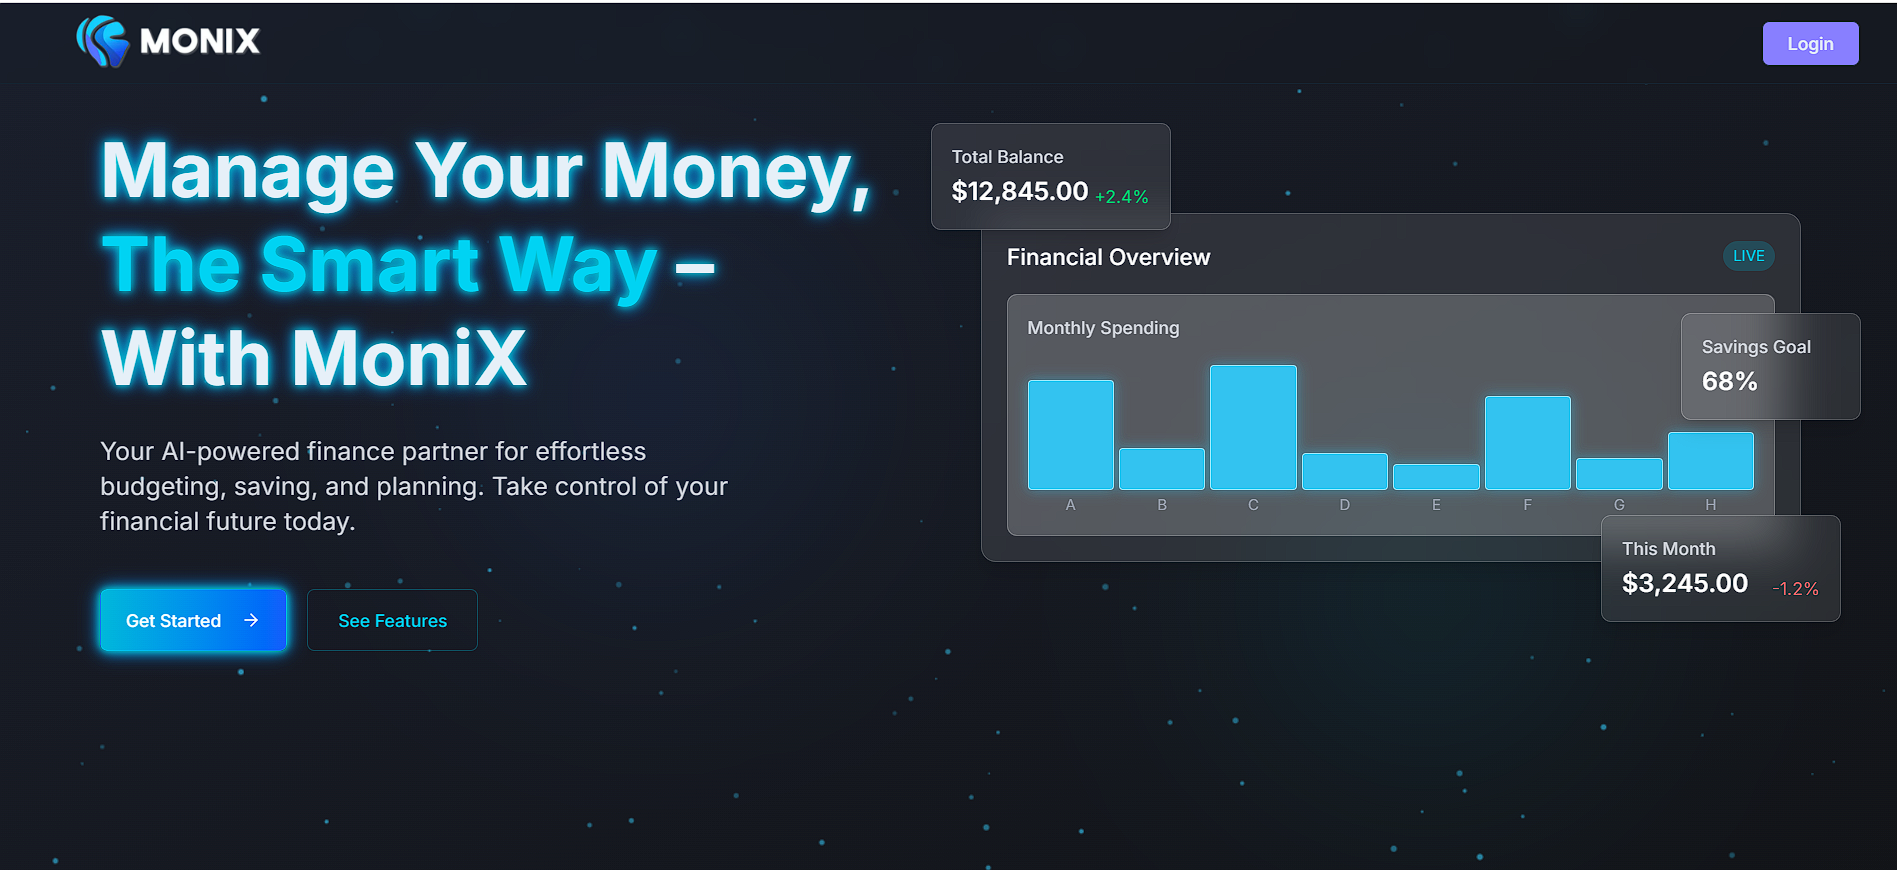 MONIX
Login
Manage Your Money,
The Smart Way –
With MoniX
Your AI-powered finance partner for effortless
budgeting, saving, and planning. Take control of your
financial future today.
Get Started →
See Features
Total Balance
$12,845.00 +2.4%
Financial Overview
LIVE
Monthly Spending
A B C D E F G H
Savings Goal
68%
This Month
$3,245.00 -1.2%